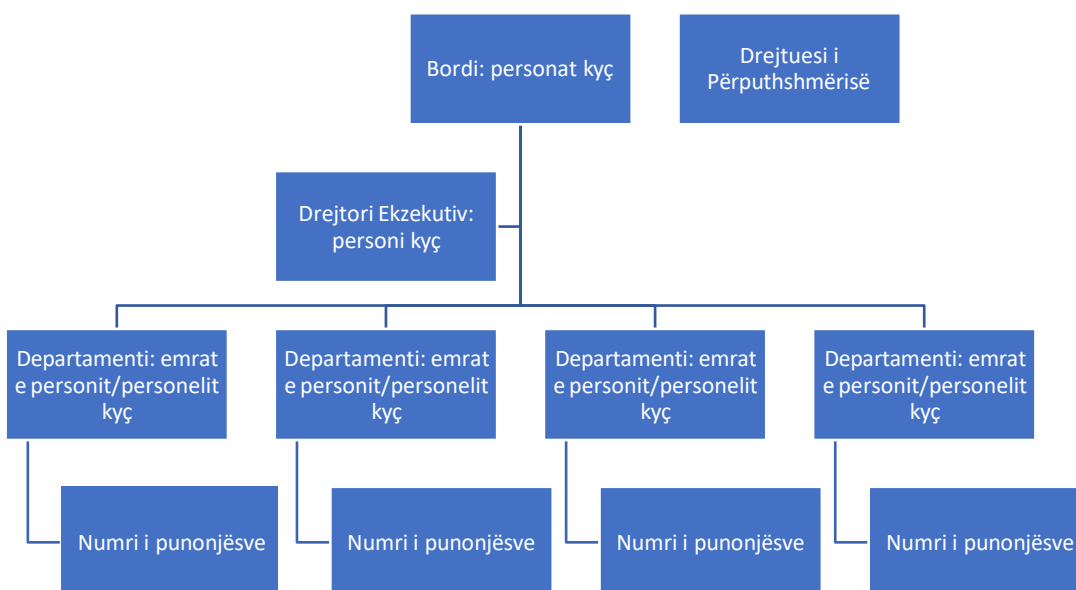 Bordi: personat kyç
Drejtuesi i
Përputhshmërisë
Drejtori Ekzekutiv:
personi kyç
Departamenti: emrat
e personit/personelit
kyç
Departamenti: emrat
e personit/personelit
kyç
Departamenti: emrat
e personit/personelit
kyç
Departamenti: emrat
e personit/personelit
kyç
Numri i punonjësve
Numri i punonjësve
Numri i punonjësve
Numri i punonjësve